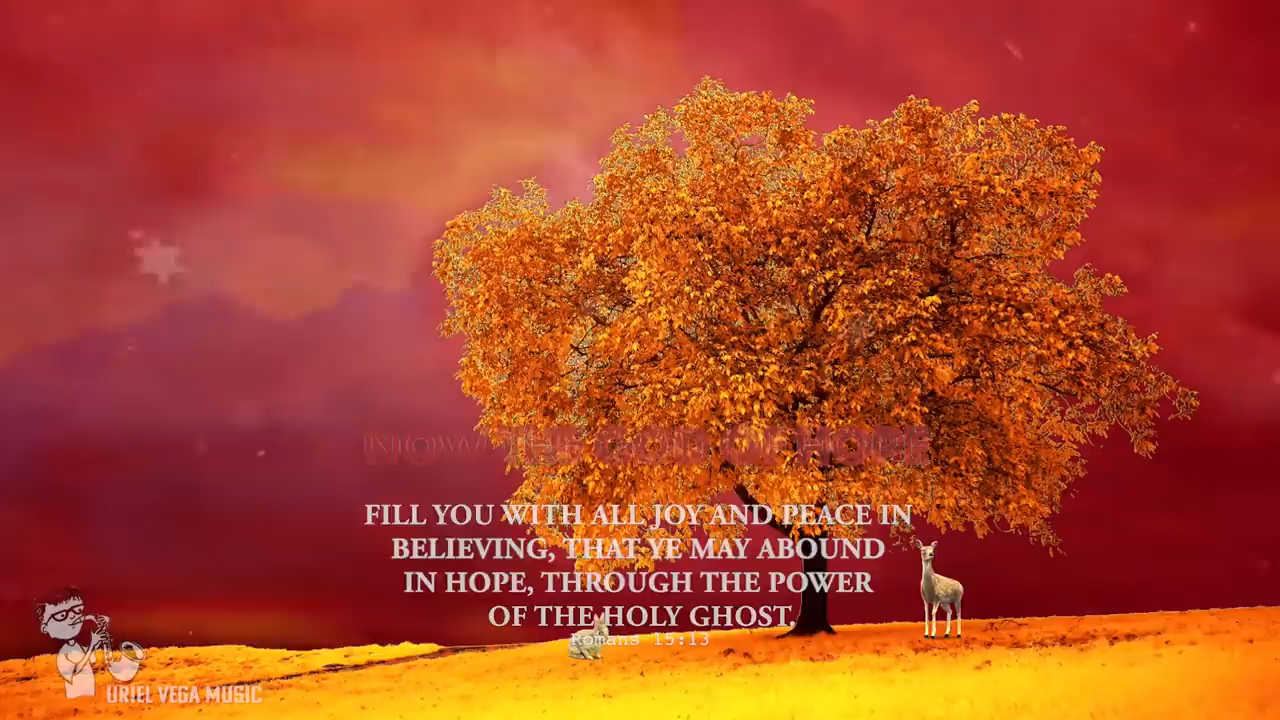 NOW THE GOD OF HOPE
FILL YOU WITH ALL JOY AND PEACE IN
BELIEVING, THAT YE MAY ABOUND
IN HOPE, THROUGH THE POWER
OF THE HOLY GHOST.
Romans 15:13
URIEL VEGA MUSIC